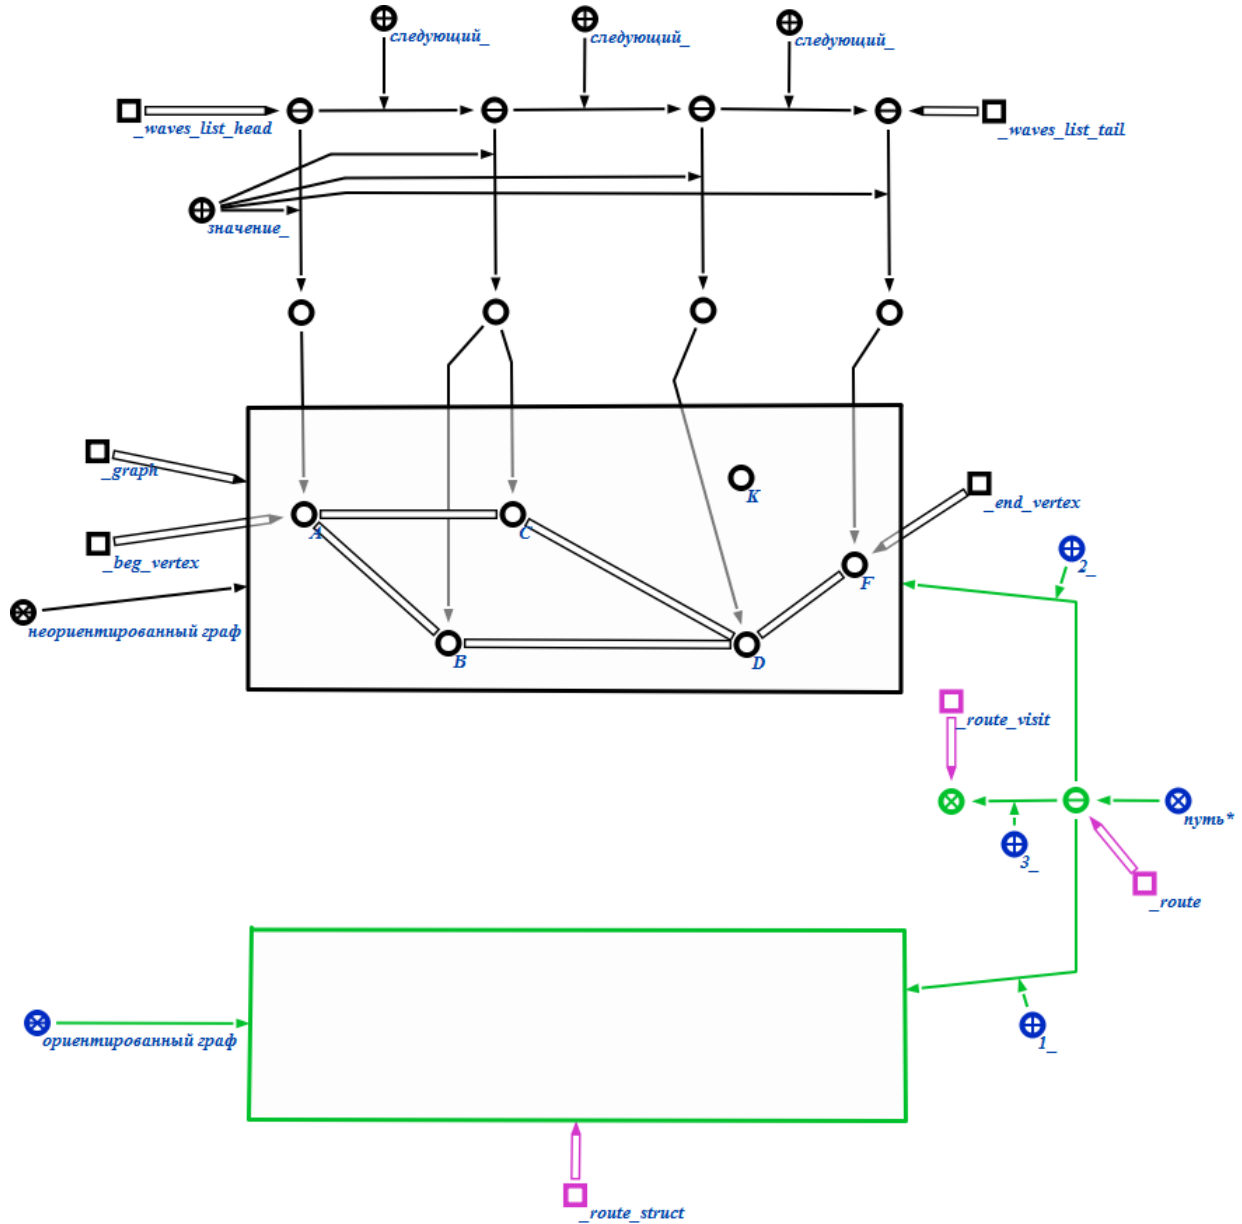 следующий_
следующий_
следующий_
_waves_list_head
_waves_list_tail
значение_
_graph
K
_end_vertex
A
C
_beg_vertex
2_
F
неориентированный граф
B
D
_route_visit
путь*
3_
_route
ориентированный граф
1_
_route_struct